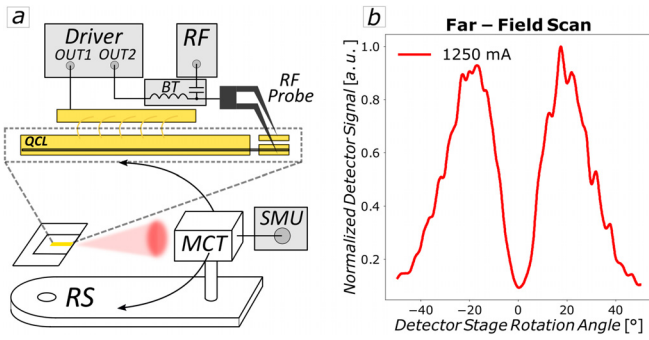 a
Driver
OUT1 OUT2
RF
BT
RF
Probe
QCL
MCT
SMU
RS
b
Far – Field Scan
1250 mA
Normalized Detector Signal [a. u.]
1.0
0.8
0.6
0.4
0.2
−40 −20 0 20 40
Detector Stage Rotation Angle [°]